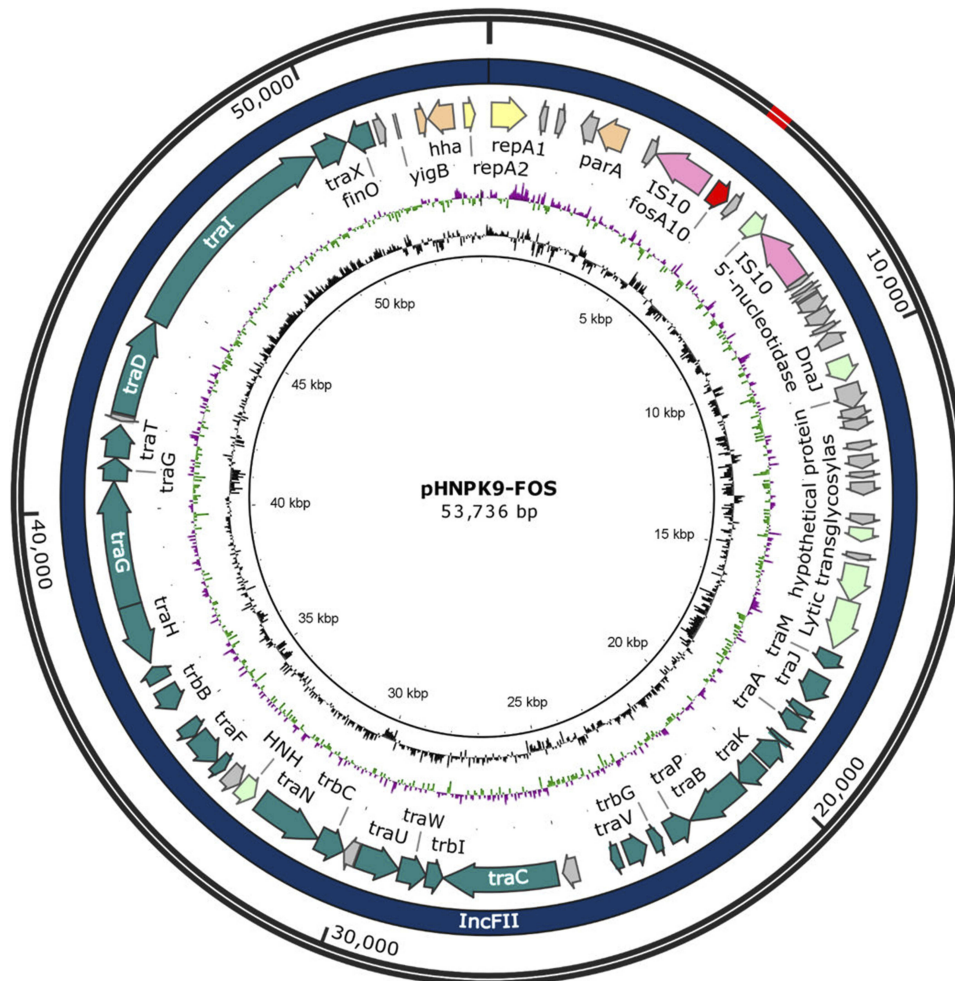 pHNPK9-FOS
53,736 bp
repA1
parA
IS10
fosA10
IS10
5'-nucleotidase
DnaJ
hypothetical protein
Lytic transglycosylas
traM
traJ
traA
traK
traB
traP
trbG
traV
traC
trbI
traW
traU
trbC
traN
HNH
traF
trbB
traH
traG
traG
traT
traD
traI
traX
finO
yigB
hha
repA2
IncFII
10,000
20,000
30,000
40,000
50,000
5 kbp
10 kbp
15 kbp
20 kbp
25 kbp
30 kbp
35 kbp
40 kbp
45 kbp
50 kbp